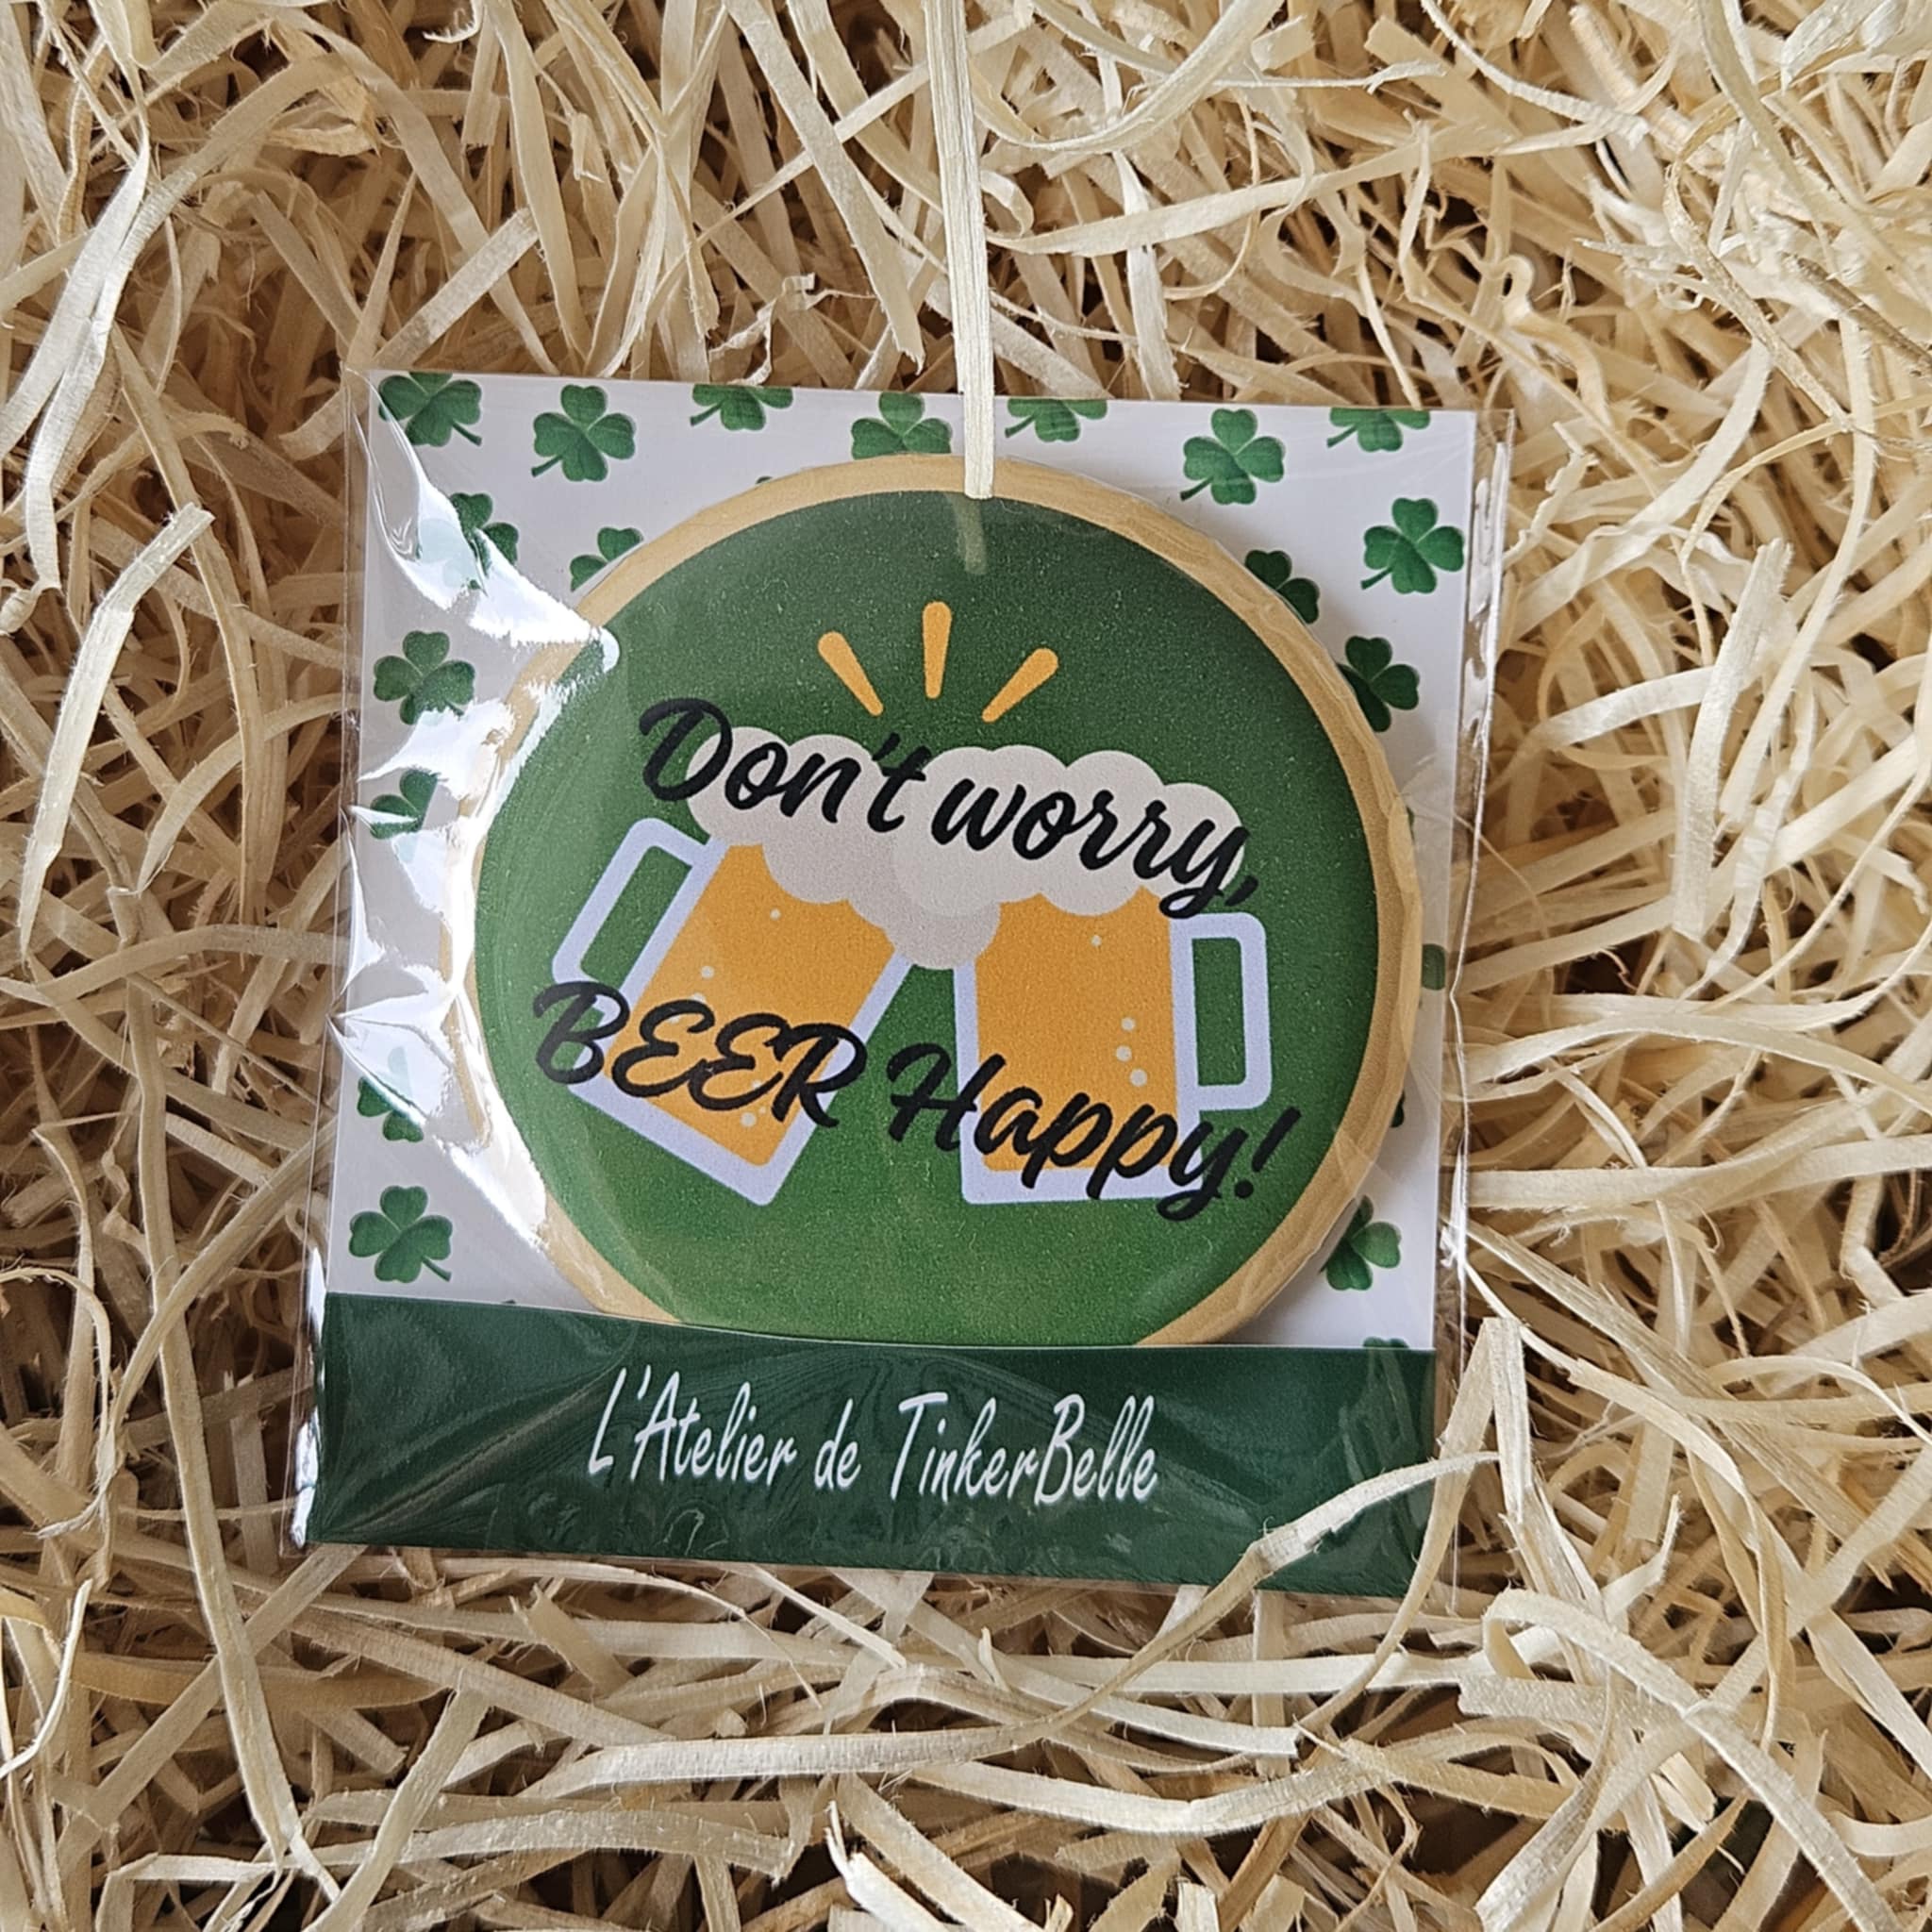 Don't worry,
BEER Happy!
L'Atelier de TinkerBelle